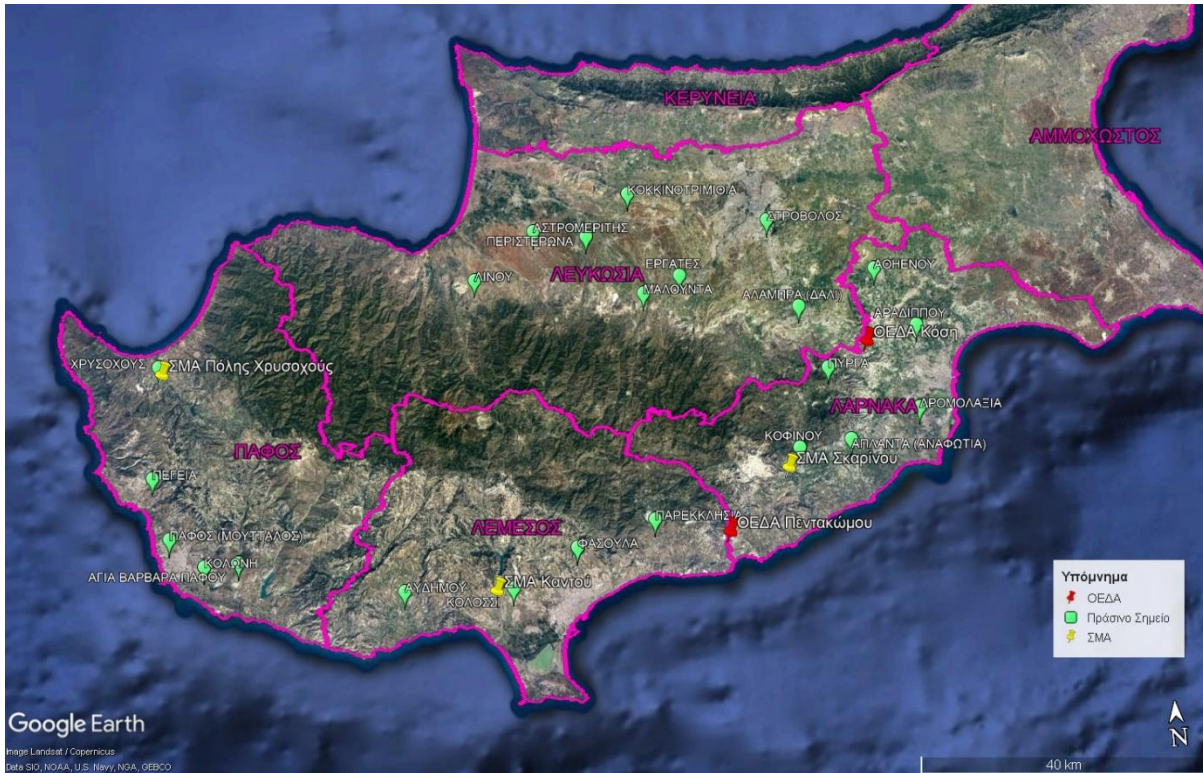 ΚΕΡΥΝΕΙΑ
ΑΜΜΟΧΩΣΤΟΣ
ΚΟΚΚΙΝΟΤΡΙΜΙΘΙΑ
ΣΤΡΟΒΟΛΟΣ
ΑΣΤΡΟΜΕΡΙΤΗΣ
ΠΕΡΙΣΤΕΡΩΝΑ
ΛΕΥΚΩΣΙΑ
ΕΡΓΑΤΕΣ
ΑΘΗΕΝΟΥ
ΛΙΝΟΥ
ΜΑΛΟΥΝΤΑ
ΑΛΑΜΠΡΑ (ΔΑΛΙ)
ΑΡΑΔΙΠΠΟΥ
ΟΕΔΑ Κόση
ΧΡΥΣΟΧΟΥΣ
ΣΜΑ Πόλης Χρυσοχούς
ΠΥΡΓΑ
ΛΑΡΝΑΚΑ
ΔΡΟΜΟΛΑΞΙΑ
ΚΟΦΙΝΟΥ
ΑΠΛΑΝΤΑ (ΑΝΑΦΩΤΙΑ)
ΠΑΦΟΣ
ΣΜΑ Σκαρίνου
ΠΕΓΕΙΑ
ΛΕΜΕΣΟΣ
ΠΑΡΕΚΚΛΗΣΙΑ
ΟΕΔΑ Πεντακώμου
ΠΑΦΟΣ (ΜΟΥΤΤΑΛΟΣ)
ΦΑΣΟΥΛΑ
ΚΟΛΩΝΗ
ΑΓΙΑ ΒΑΡΒΑΡΑ ΠΑΦΟΥ
ΣΜΑ Καντού
ΑΥΔΗΜΟΥ
ΚΟΛΟΣΣΙ
Υπόμνημα
ΟΕΔΑ
Πράσινο Σημείο
ΣΜΑ
Google Earth
Image Landsat / Copernicus
Data SIO, NOAA, U.S. Navy, NGA, GEBCO
N
40 km